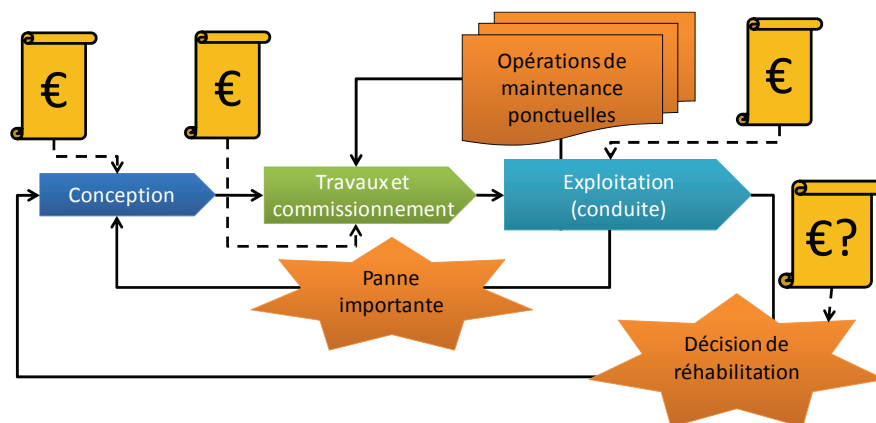 €
€
Opérations de
maintenance
ponctuelles
€
Conception
Travaux et
commissionnement
Exploitation
(conduite)
€?
Panne
importante
Décision de
réhabilitation